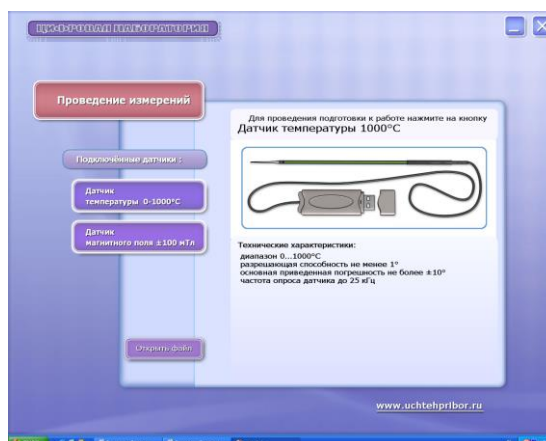 ЦИФРОВАЯ ЛАБОРАТОРИЯ
Проведение измерений
Подключённые датчики :
Датчик
температуры 0-1000°C
Датчик
магнитного поля ±100 мТл
Открыть файл
Для проведения подготовки к работе нажмите на кнопку
Датчик температуры 1000°C
Технические характеристики:
диапазон 0...1000°C
разрешающая способность не менее 1°
основная приведенная погрешность не более ±10°
частота опроса датчика до 25 кГц
www.uchtehpribor.ru